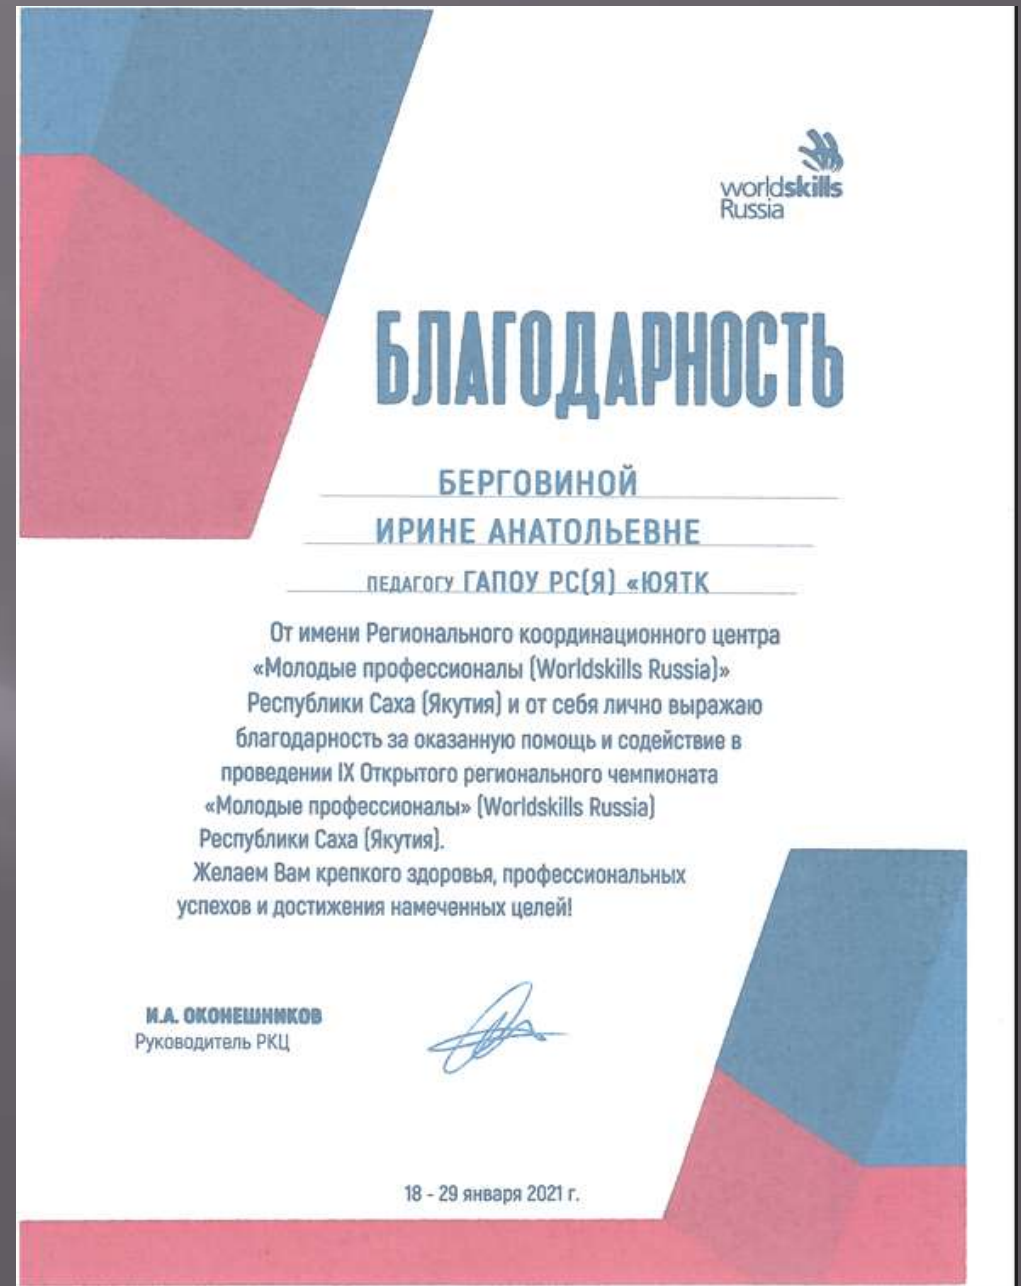 worldskills
Russia
БЛАГОДАРНОСТЬ
БЕРГОВИНОЙ
ИРИНЕ АНАТОЛЬЕВНЕ
ПЕДАГОГУ ГАПОУ РС(Я) «ЮЯТК
От имени Регионального координационного центра
«Молодые профессионалы (Worldskills Russia)»
Республики Саха (Якутия) и от себя лично выражаю
благодарность за оказанную помощь и содействие в
проведении IX Открытого регионального чемпионата
«Молодые профессионалы» (Worldskills Russia)
Республики Саха (Якутия).
Желаем Вам крепкого здоровья, профессиональных
успехов и достижения намеченных целей!
И.А. ОКОНЕШНИКОВ
Руководитель РКЦ
18 - 29 января 2021 г.